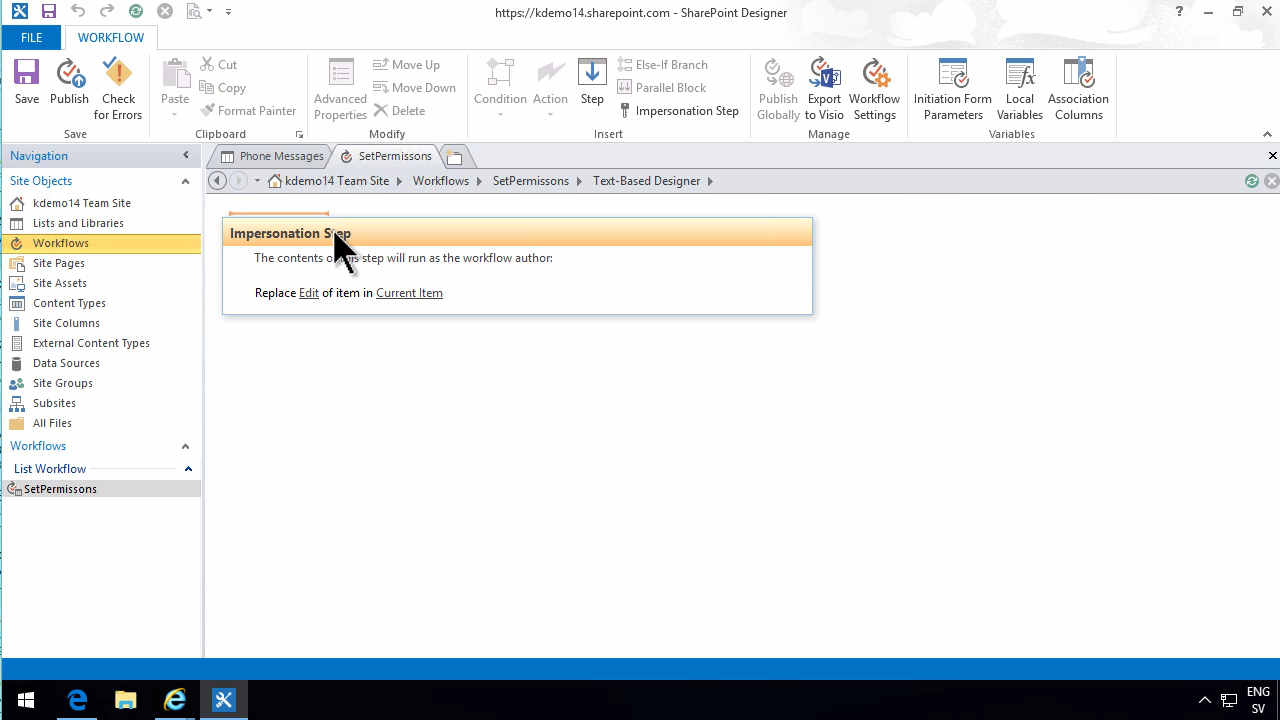 https://kdemo14.sharepoint.com - SharePoint Designer
?
FILE
WORKFLOW
Save
Publish
Check for Errors
Save
Paste
Cut
Copy
Format Painter
Clipboard
Advanced Properties
Move Up
Move Down
Delete
Modify
Condition
Action
Step
Else-If Branch
Parallel Block
Impersonation Step
Insert
Publish Globally
Export to Visio
Workflow Settings
Manage
Initiation Form Parameters
Local Variables
Association Columns
Variables
Navigation
Phone Messages
SetPermissons
kdemo14 Team Site
Workflows
SetPermissons
Text-Based Designer
Site Objects
kdemo14 Team Site
Lists and Libraries
Workflows
Site Pages
Site Assets
Content Types
Site Columns
External Content Types
Data Sources
Site Groups
Subsites
All Files
Workflows
List Workflow
SetPermissons
Impersonation Step
The contents of step will run as the workflow author:
Replace Edit of item in Current Item
ENG
SV